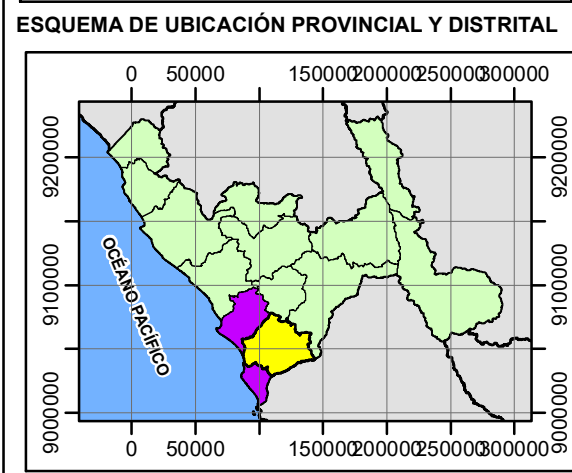 ESQUEMA DE UBICACIÓN PROVINCIAL Y DISTRITAL
0 50000 150000 200000 250000 300000
9200000 9200000
OCÉANO PACÍFICO
9100000 9100000
9000000 9000000
0 50000 150000 200000 250000 300000